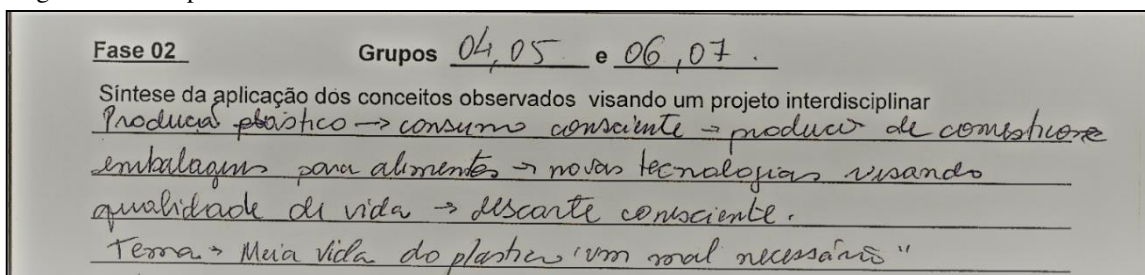 Fase 02 Grupos 04, 05 e 06, 07.
Síntese da aplicação dos conceitos observados visando um projeto interdisciplinar
Produção plástico → consumo consciente → produção de cosméticos e
embalagens para alimentos → novas tecnologias visando
qualidade de vida → descarte consciente.
Tema → Meia vida do plástico "um mal necessário"